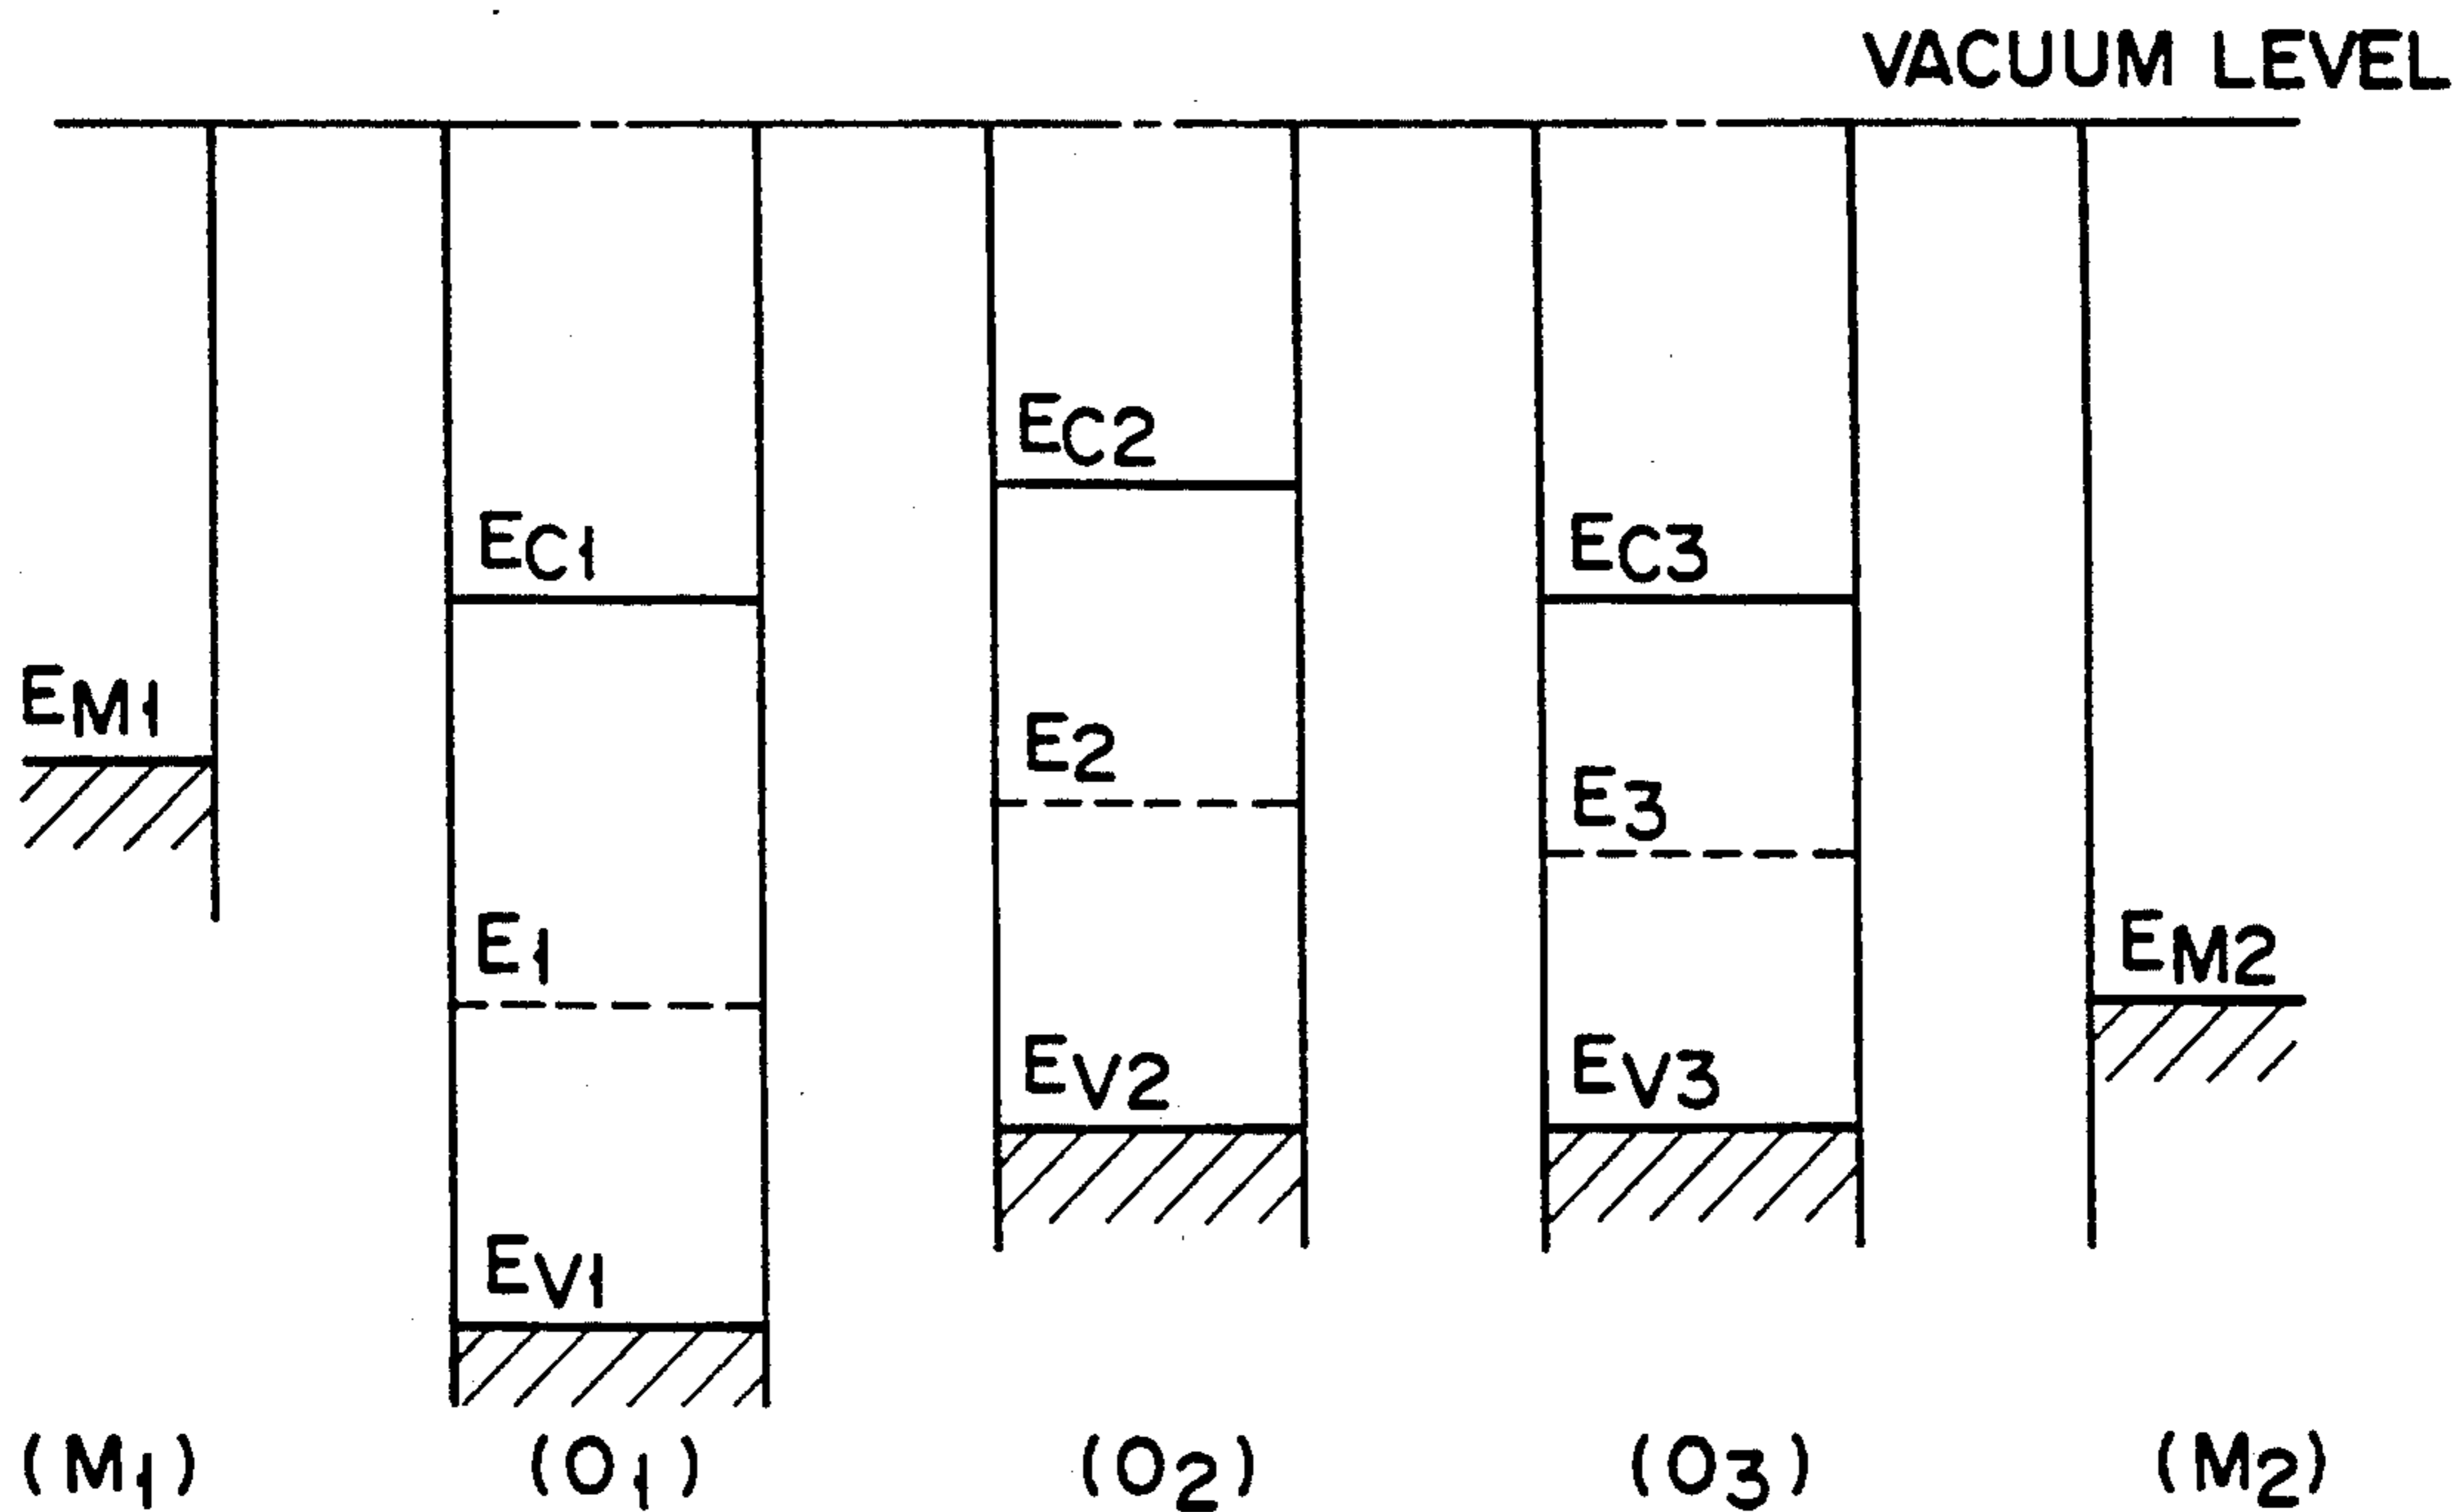 VACUUM LEVEL
EC2
EC1
EC3
EM1
E2
E3
E1
EM2
EV2
EV3
EV1
(M1)
(O1)
(O2)
(O3)
(M2)